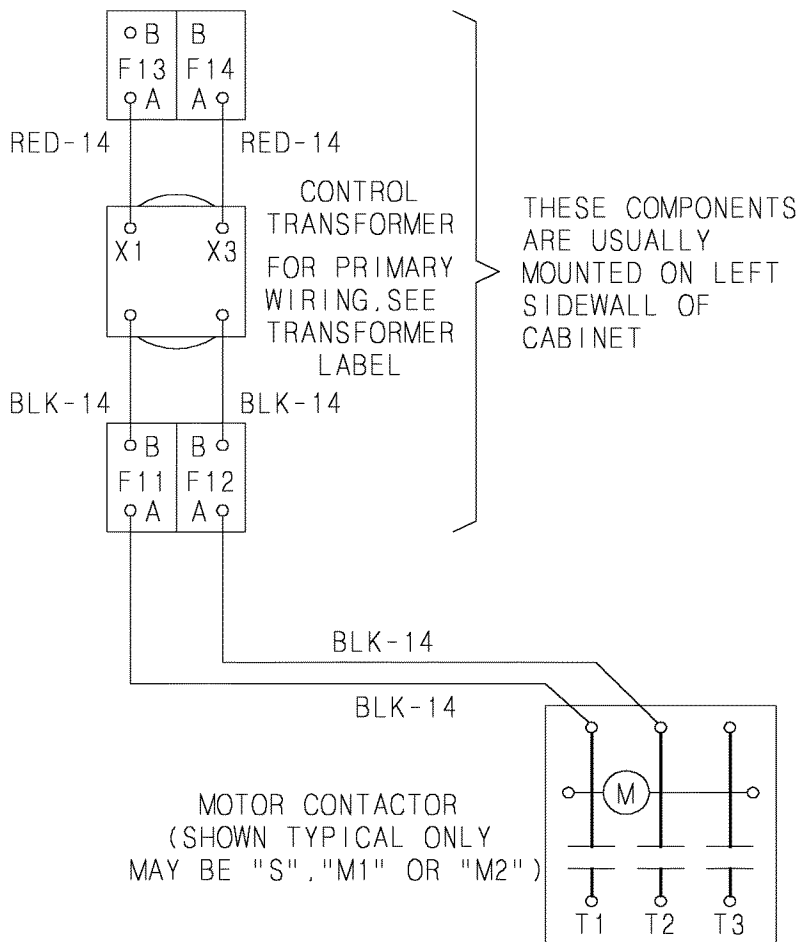 B B
F13 F14
A A
RED-14 RED-14
CONTROL
TRANSFORMER
X1 X3
FOR PRIMARY
WIRING.SEE
TRANSFORMER
LABEL
THESE COMPONENTS
ARE USUALLY
MOUNTED ON LEFT
SIDEWALL OF
CABINET
BLK-14 BLK-14
B B
F11 F12
A A
BLK-14
BLK-14
MOTOR CONTACTOR
(SHOWN TYPICAL ONLY
MAY BE "S","M1" OR "M2")
M
T1 T2 T3